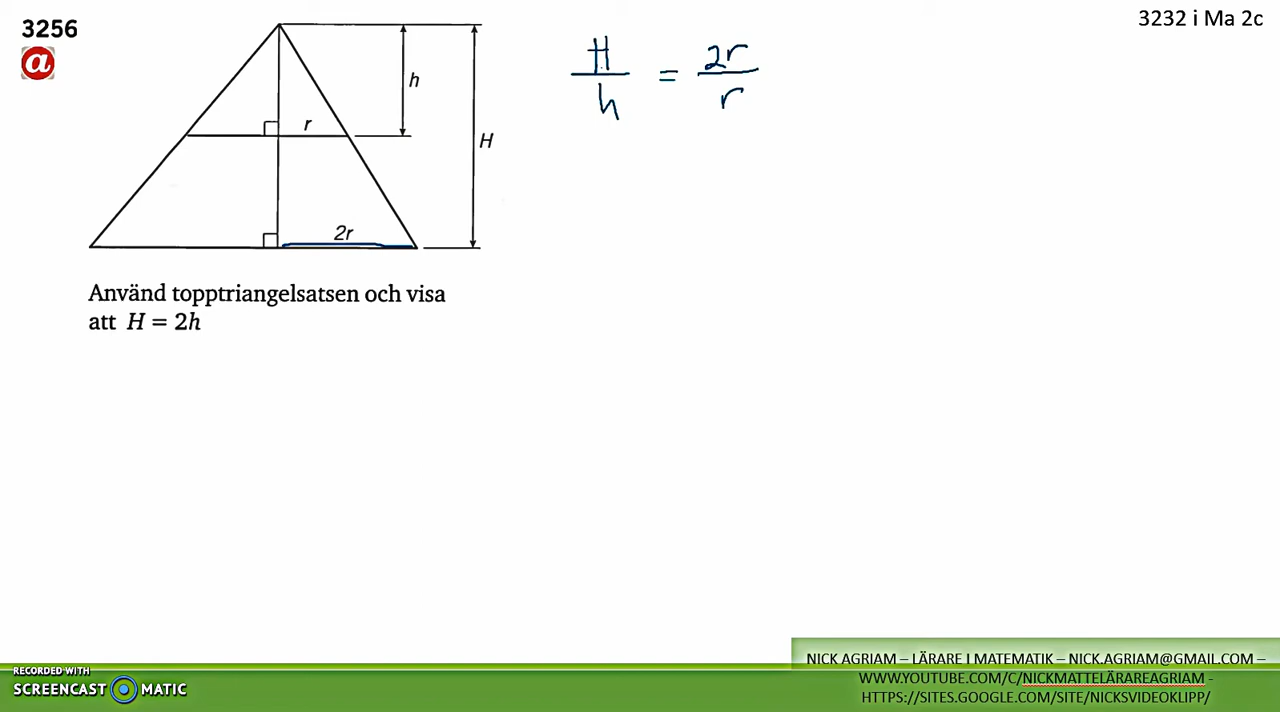 3256
3232 i Ma 2c
a
h
r
H
2r
H/h = 2r/r
Använd topptriangelsatsen och visa
att H = 2h
RECORDED WITH
SCREENCAST MATIC
NICK AGRIAM – LÄRARE I MATEMATIK – NICK.AGRIAM@GMAIL.COM –
WWW.YOUTUBE.COM/C/NICKMATTELÄRAREAGRIAM -
HTTPS://SITES.GOOGLE.COM/SITE/NICKSVIDEOKLIPP/